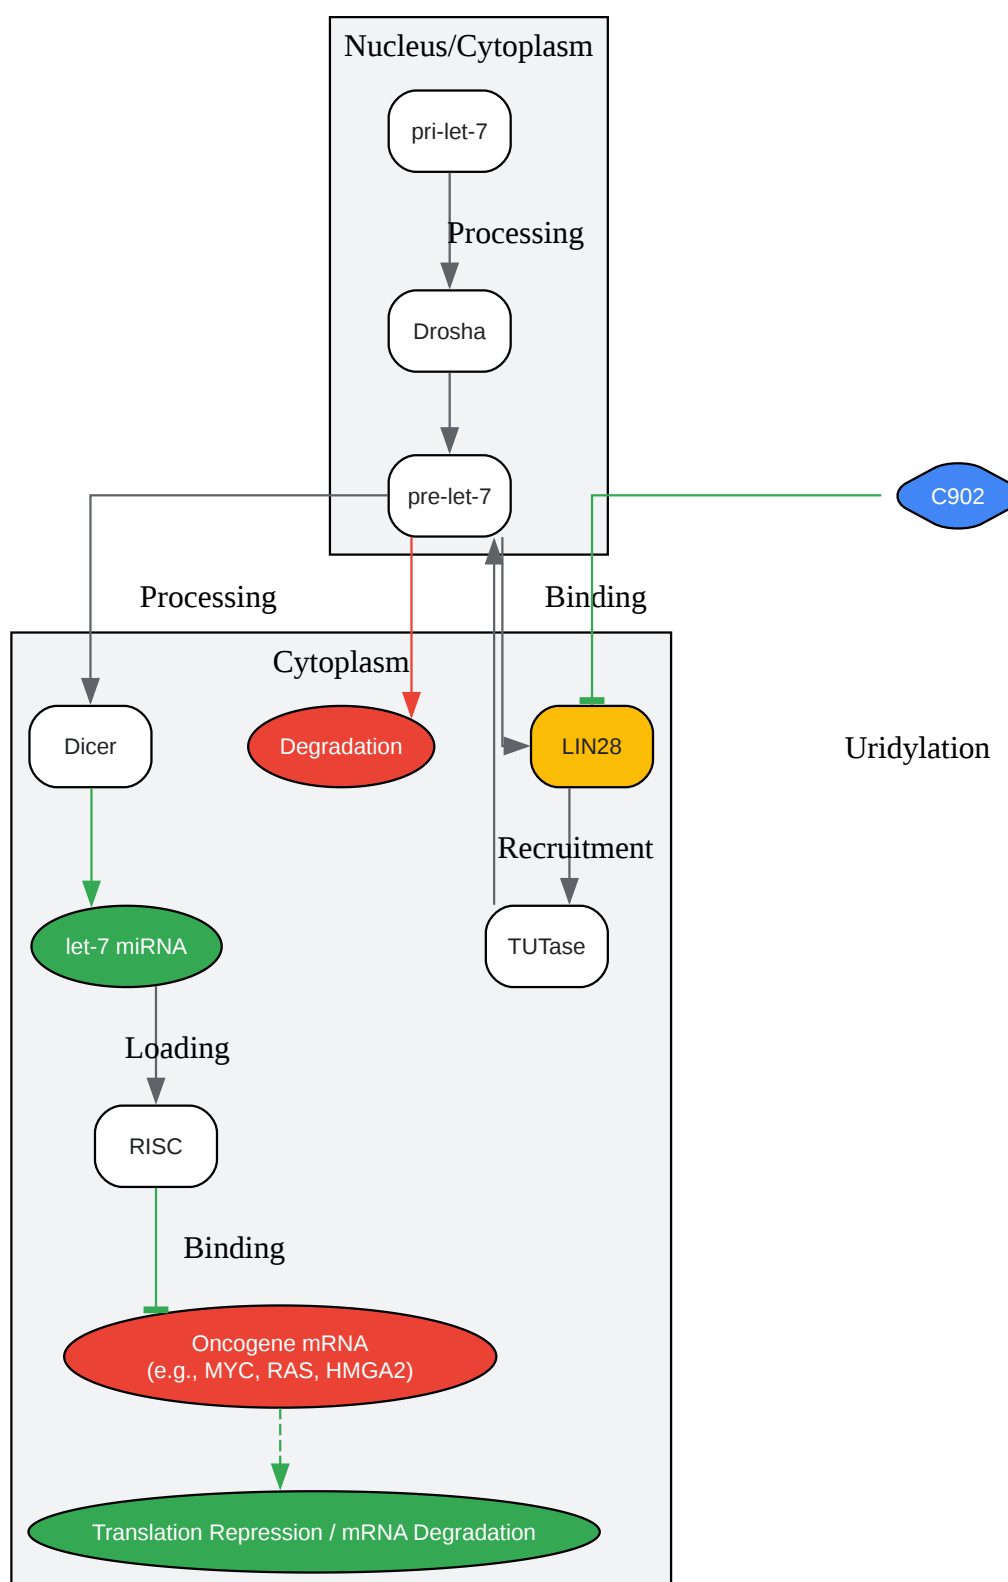 Nucleus/Cytoplasm
pri-let-7
Processing
Drosha
pre-let-7
C902
Processing
Binding
Cytoplasm
Dicer
Degradation
LIN28
Uridylation
Recruitment
let-7 miRNA
TUTase
Loading
RISC
Binding
Oncogene mRNA
(e.g., MYC, RAS, HMGA2)
Translation Repression / mRNA Degradation